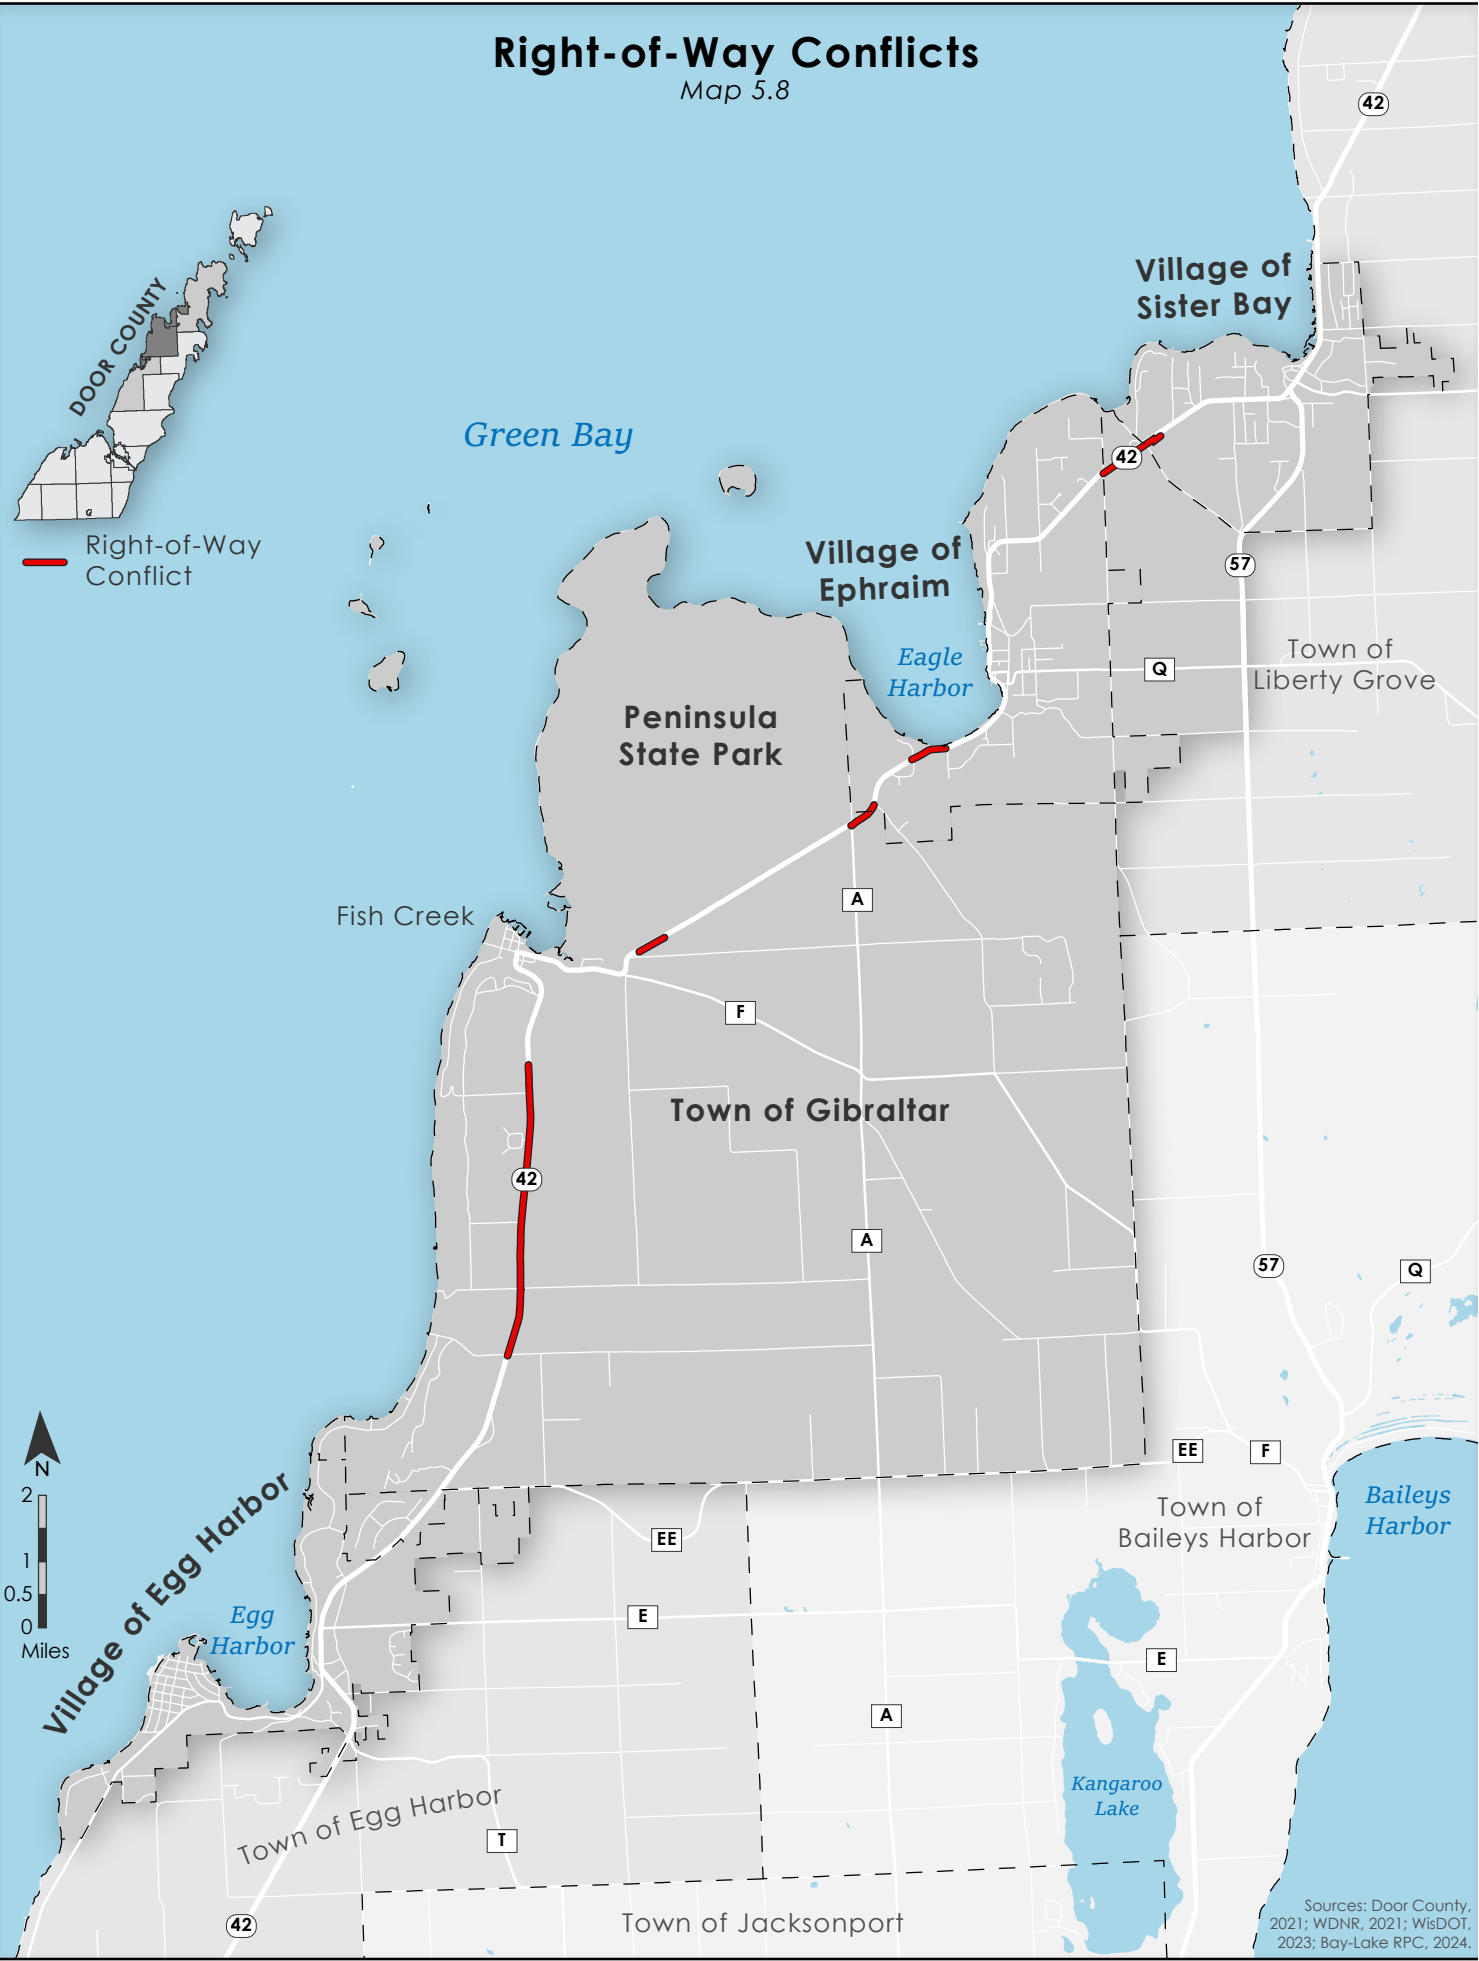 Right-of-Way Conflicts
Map 5.8
42
Village of
Sister Bay
DOOR COUNTY
Green Bay
42
Right-of-Way
Conflict
Village of
Ephraim
57
Eagle
Harbor
Town of
Liberty Grove
Q
Peninsula
State Park
A
Fish Creek
F
Town of Gibraltar
42
A
57
Q
N
2
1
0.5
0
Miles
Village of Egg Harbor
Egg
Harbor
EE
F
Baileys
Harbor
Town of
Baileys Harbor
EE
E
E
A
Kangaroo
Lake
Town of Egg Harbor
T
42
Town of Jacksonport
Sources: Door County,
2021; WDNR, 2021; WisDOT,
2023; Bay-Lake RPC, 2024.